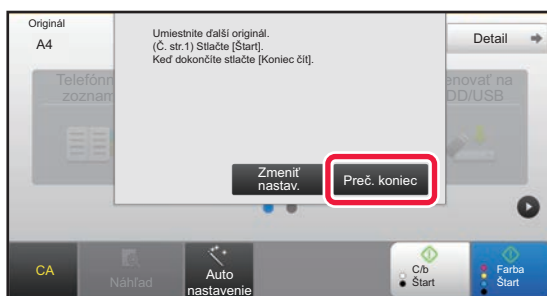 Originál
A4
Umiestnite ďalší originál.
(Č. str.1) Stlačte [Štart].
Keď dokončíte stlačte [Koniec čít].
Detail
Telefónn
zoznam
enovať na
DD/USB
Zmeniť
nastav.
Preč. koniec
CA
Náhľad
Auto
nastavenie
C/b
Štart
Farba
Štart